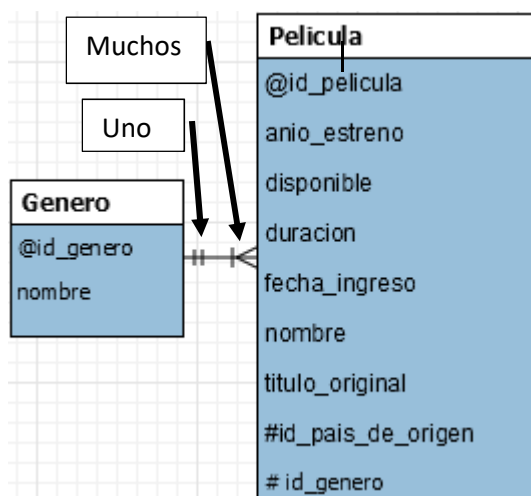 Muchos
Uno
Genero
@id_genero
nombre
Pelicula
@id_pelicula
anio_estreno
disponible
duracion
fecha_ingreso
nombre
titulo_original
#id_pais_de_origen
# id_genero